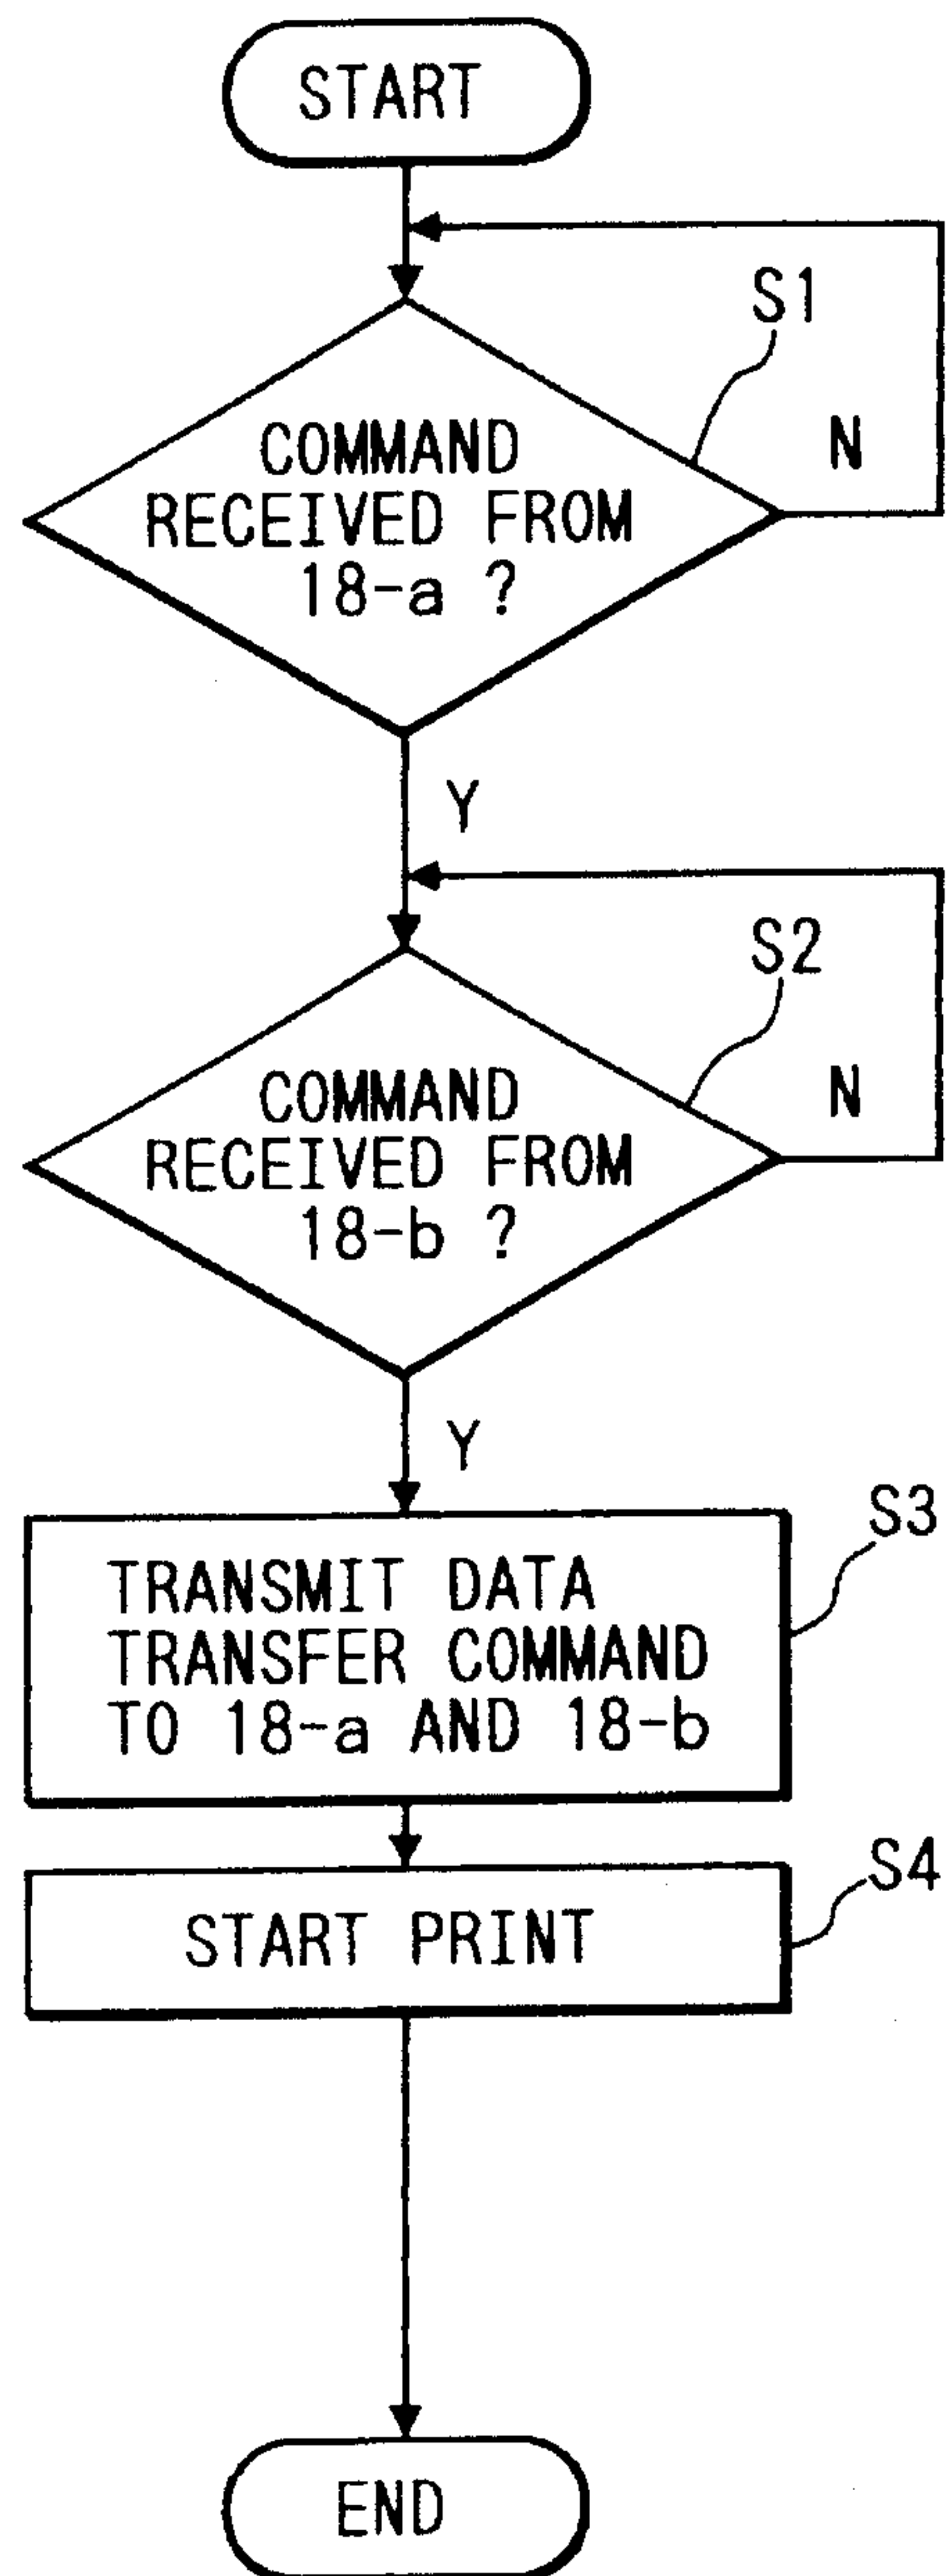 START
S1
COMMAND
RECEIVED FROM
18-a ?
N
Y
S2
COMMAND
RECEIVED FROM
18-b ?
N
Y
S3
TRANSMIT DATA
TRANSFER COMMAND
TO 18-a AND 18-b
S4
START PRINT
END